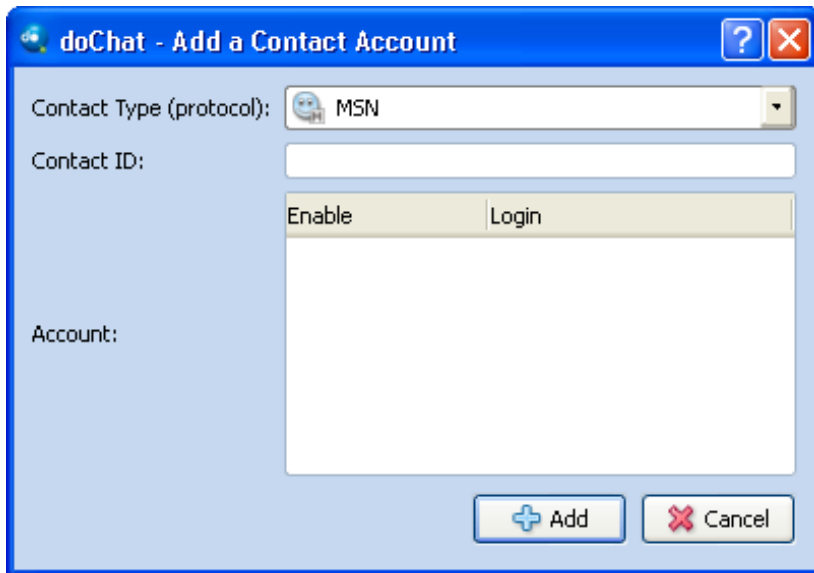 doChat - Add a Contact Account
Contact Type (protocol): MSN
Contact ID:
Enable Login
Account:
Add Cancel